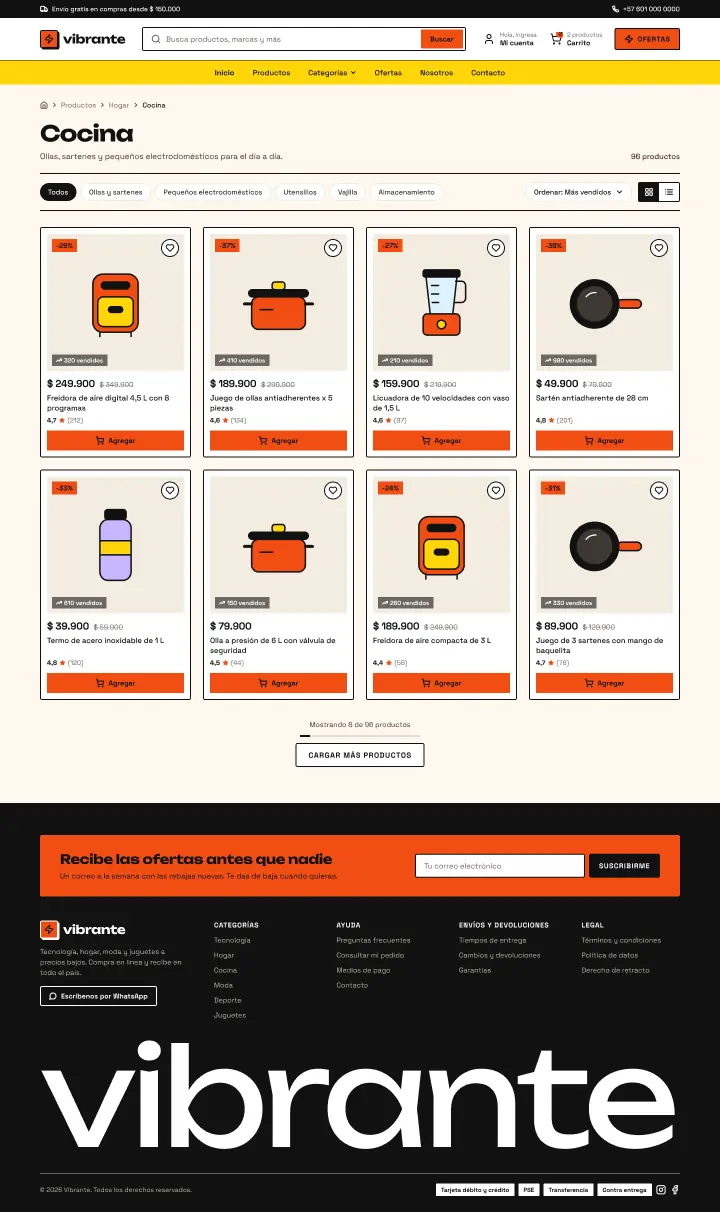 Envío gratis en compras desde $ 150.000
+57 601 000 0000
vibrante
Busca productos, marcas y más
Buscar
Hola, ingresa
Mi cuenta
2 productos
Carrito
OFERTAS
Inicio
Productos
Categorías
Ofertas
Nosotros
Contacto
Productos > Hogar > Cocina
Cocina
Ollas, sartenes y pequeños electrodomésticos para el día a día.
96 productos
Todos
Ollas y sartenes
Pequeños electrodomésticos
Utensilios
Vajilla
Almacenamiento
Ordenar: Más vendidos
-29%
320 vendidos
$ 249.900 $ 349.900
Freidora de aire digital 4,5 L con 8
programas
4,7 ★ (212)
Agregar
-37%
410 vendidos
$ 189.900 $ 299.900
Juego de ollas antiadherentes x 5
piezas
4,6 ★ (134)
Agregar
-27%
210 vendidos
$ 159.900 $ 219.900
Licuadora de 10 velocidades con vaso
de 1,5 L
4,6 ★ (87)
Agregar
-38%
980 vendidos
$ 49.900 $ 79.900
Sartén antiadherente de 28 cm
4,8 ★ (201)
Agregar
-33%
610 vendidos
$ 39.900 $ 59.900
Termo de acero inoxidable de 1 L
4,8 ★ (120)
Agregar
150 vendidos
$ 79.900
Olla a presión de 6 L con válvula de
seguridad
4,5 ★ (44)
Agregar
-24%
260 vendidos
$ 189.900 $ 249.900
Freidora de aire compacta de 3 L
4,4 ★ (58)
Agregar
-31%
330 vendidos
$ 89.900 $ 129.900
Juego de 3 sartenes con mango de
baquelita
4,7 ★ (76)
Agregar
Mostrando 8 de 96 productos
CARGAR MÁS PRODUCTOS
Recibe las ofertas antes que nadie
Un correo a la semana con las rebajas nuevas. Te das de baja cuando quieras.
Tu correo electrónico
SUSCRIBIRME
vibrante
Tecnología, hogar, moda y juguetes a
precios bajos. Compra en línea y recibe en
todo el país.
Escríbenos por WhatsApp
CATEGORÍAS
Tecnología
Hogar
Cocina
Moda
Deporte
Juguetes
AYUDA
Preguntas frecuentes
Consultar mi pedido
Medios de pago
Contacto
ENVÍOS Y DEVOLUCIONES
Tiempos de entrega
Cambios y devoluciones
Garantías
LEGAL
Términos y condiciones
Política de datos
Derecho de retracto
vibrante
© 2026 Vibrante. Todos los derechos reservados.
Tarjeta débito y crédito
PSE
Transferencia
Contra entrega